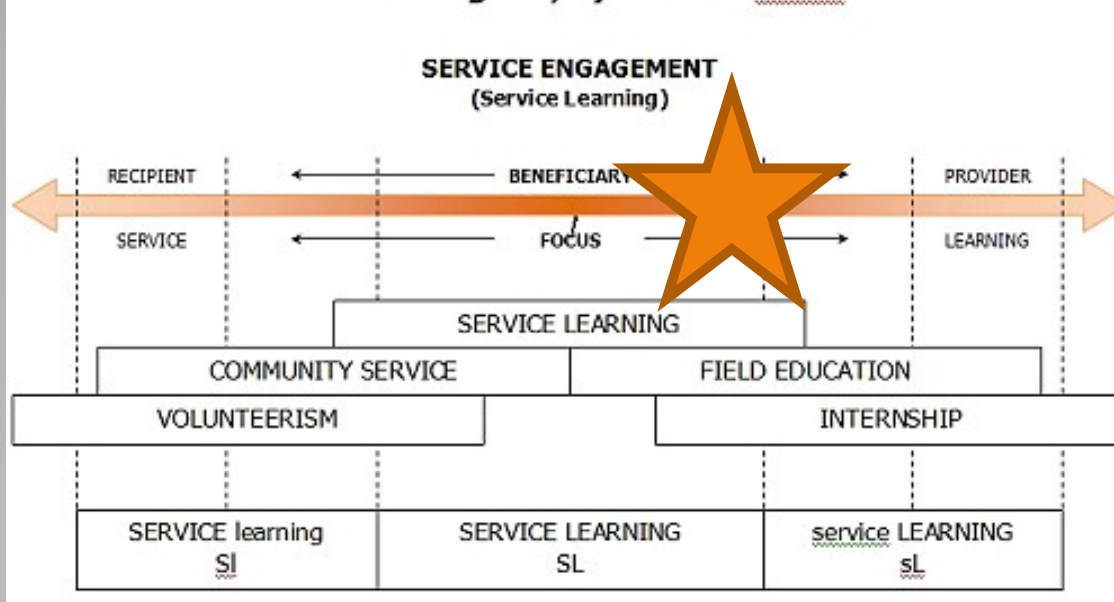 SERVICE ENGAGEMENT
(Service Learning)
RECIPIENT BENEFICIARY PROVIDER
SERVICE FOCUS LEARNING
SERVICE LEARNING
COMMUNITY SERVICE FIELD EDUCATION
VOLUNTEERISM INTERNSHIP
SERVICE learning SERVICE LEARNING service LEARNING
Sl SL sL